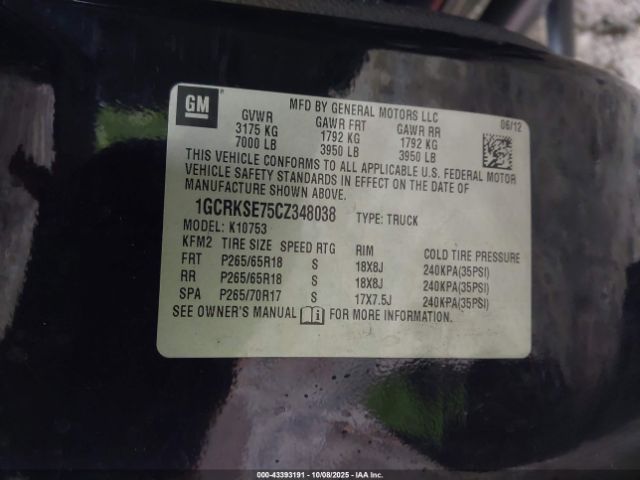 GM
MFD BY GENERAL MOTORS LLC
06/12
GVWR GAWR FRT GAWR RR
3175 KG 1792 KG 1792 KG
7000 LB 3950 LB 3950 LB
THIS VEHICLE CONFORMS TO ALL APPLICABLE U.S. FEDERAL MOTOR
VEHICLE SAFETY STANDARDS IN EFFECT ON THE DATE OF
MANUFACTURE SHOWN ABOVE.
1GCRKSE75CZ348038 TYPE: TRUCK
MODEL: K10753
KFM2 TIRE SIZE SPEED RTG RIM COLD TIRE PRESSURE
FRT P265/65R18 S 18X8J 240KPA(35PSI)
RR P265/65R18 S 18X8J 240KPA(35PSI)
SPA P265/70R17 S 17X7.5J 240KPA(35PSI)
SEE OWNER'S MANUAL i FOR MORE INFORMATION.
000-43393191 - 10/08/2025 - IAA Inc.